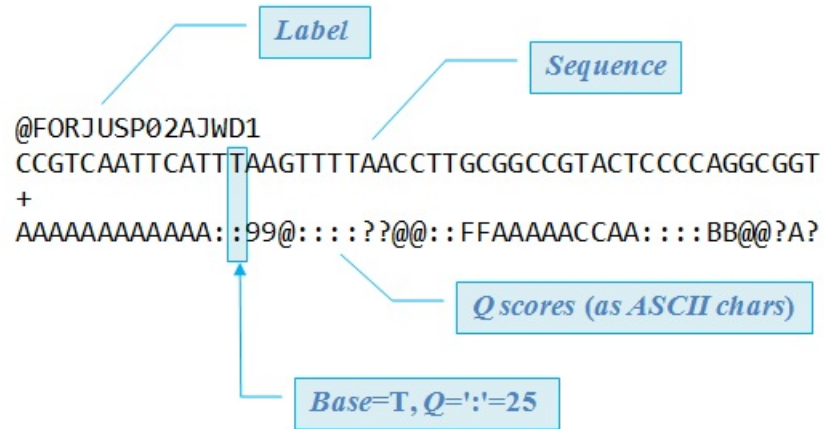 Label
Sequence
@FORJUSP02AJWD1
CCGTCAATTCATTTAAGTTTTAACCTTGCGGCCGTACTCCCCAGGCGGT
+
AAAAAAAAAAAA::99@::::??@@::FFAAAAACCAA::::BB@@?A?
Q scores (as ASCII chars)
Base=T, Q=':'=25